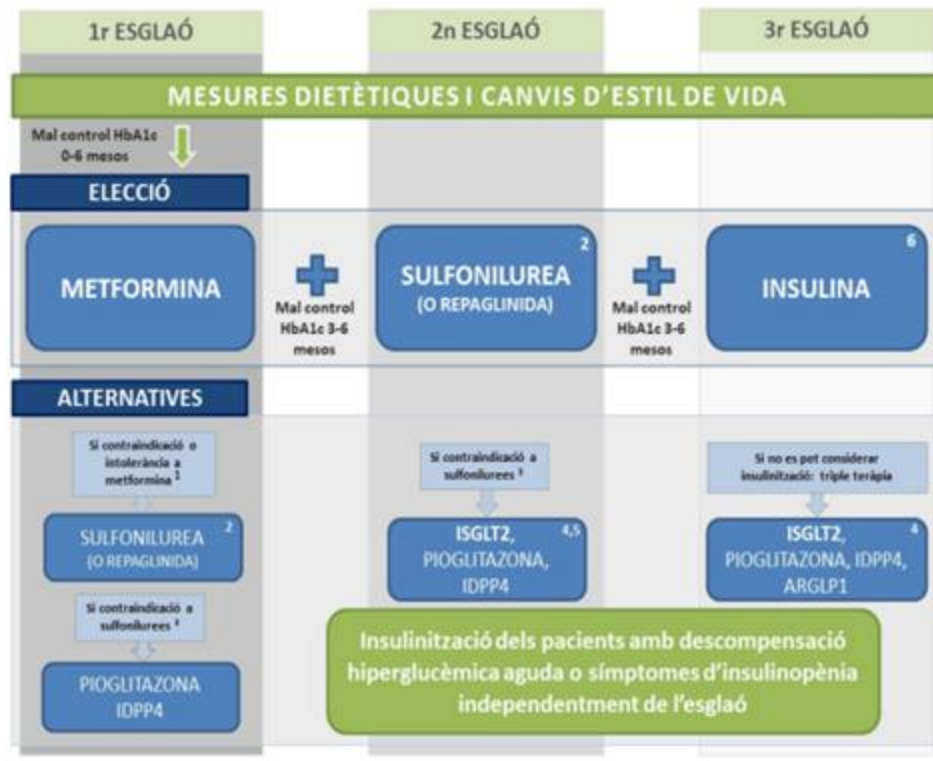 1r ESGLAÓ
2n ESGLAÓ
3r ESGLAÓ
MESURES DIETÈTIQUES I CANVIS D'ESTIL DE VIDA
Mal control HbA1c
0-6 mesos
ELECCIÓ
METFORMINA
Mal control
HbA1c 3-6
mesos
2
SULFONILUREA
(O REPAGLINIDA)
Mal control
HbA1c 3-6
mesos
6
INSULINA
ALTERNATIVES
Si contraindicació o
intolerància a
metformina 1
2
SULFONILUREA
(O REPAGLINIDA)
Si contraindicació a
sulfonilurees 3
PIOGLITAZONA
IDPP4
Si contraindicació a
sulfonilurees 3
4,5
ISGLT2,
PIOGLITAZONA,
IDPP4
Si no es pot considerar
insulinització: triple teràpia
4
ISGLT2,
PIOGLITAZONA, IDPP4,
ARGLP1
Insulinització dels pacients amb descompensació
hiperglucèmica aguda o símptomes d'insulinopènia
independentment de l'esglaó